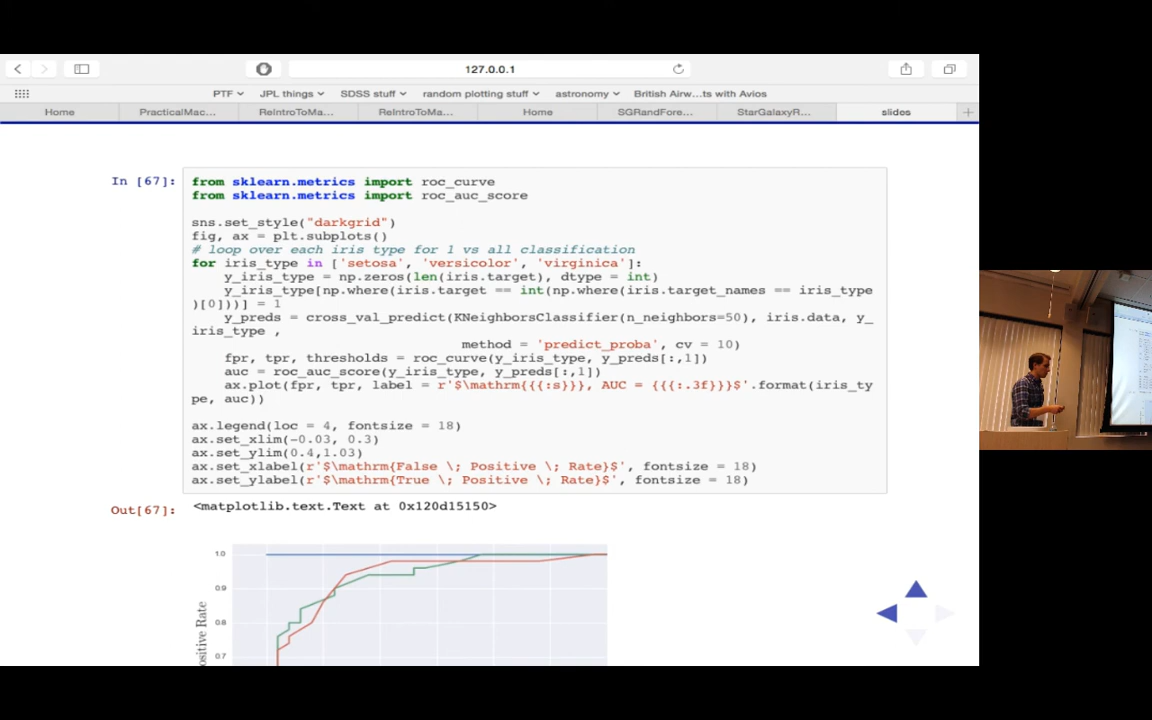 127.0.0.1
PTF JPL things SDSS stuff random plotting stuff astronomy British Airw...ts with Avios
Home PracticalMac... ReIntroToMa... ReIntroToMa... Home SGRandFore... StarGalaxyR... slides
In [67]: from sklearn.metrics import roc_curve
from sklearn.metrics import roc_auc_score
sns.set_style("darkgrid")
fig, ax = plt.subplots()
# loop over each iris type for 1 vs all classification
for iris_type in ['setosa', 'versicolor', 'virginica']:
y_iris_type = np.zeros(len(iris.target), dtype = int)
y_iris_type[np.where(iris.target == int(np.where(iris.target_names == iris_type
)[0]))] = 1
y_preds = cross_val_predict(KNeighborsClassifier(n_neighbors=50), iris.data, y_
iris_type ,
method = 'predict_proba', cv = 10)
fpr, tpr, thresholds = roc_curve(y_iris_type, y_preds[:,1])
auc = roc_auc_score(y_iris_type, y_preds[:,1])
ax.plot(fpr, tpr, label = r'$\mathrm{{{:s}}}, AUC = {{{:.3f}}}$'.format(iris_ty
pe, auc))
ax.legend(loc = 4, fontsize = 18)
ax.set_xlim(-0.03, 0.3)
ax.set_ylim(0.4,1.03)
ax.set_xlabel(r'$\mathrm{False \; Positive \; Rate}$', fontsize = 18)
ax.set_ylabel(r'$\mathrm{True \; Positive \; Rate}$', fontsize = 18)
Out[67]: <matplotlib.text.Text at 0x120d15150>
1.0
0.9
0.8
0.7
ositive Rate